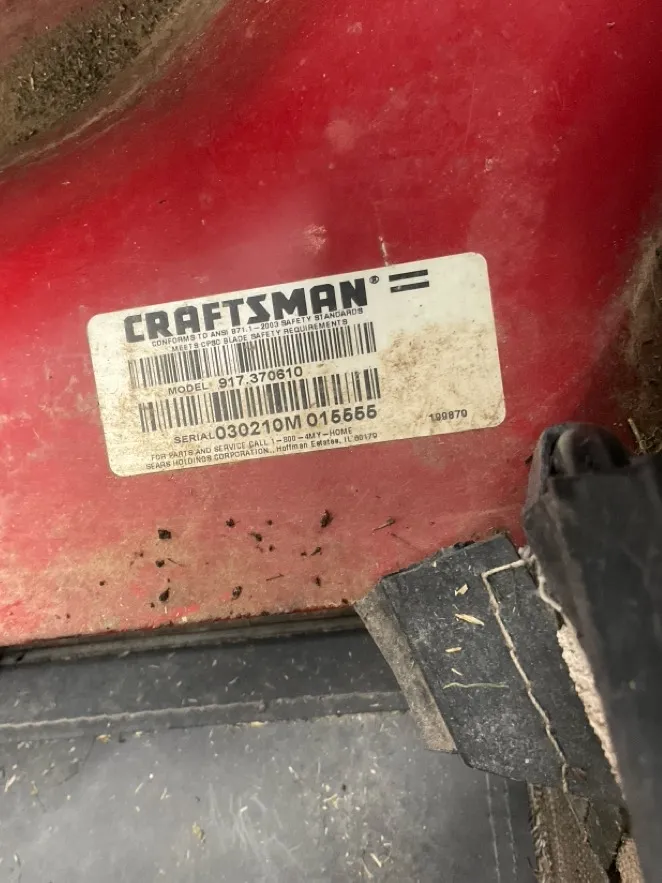 CRAFTSMAN®
CONFORMS TO ANSI B71.1-2003 SAFETY STANDARDS
MEETS CPSC BLADE SAFETY REQUIREMENTS
MODEL 917.370610
SERIAL 030210M 015555
199879
FOR PARTS AND SERVICE CALL 1-800-4MY-HOME
SEARS HOLDINGS CORPORATION., Hoffman Estates, IL 60179